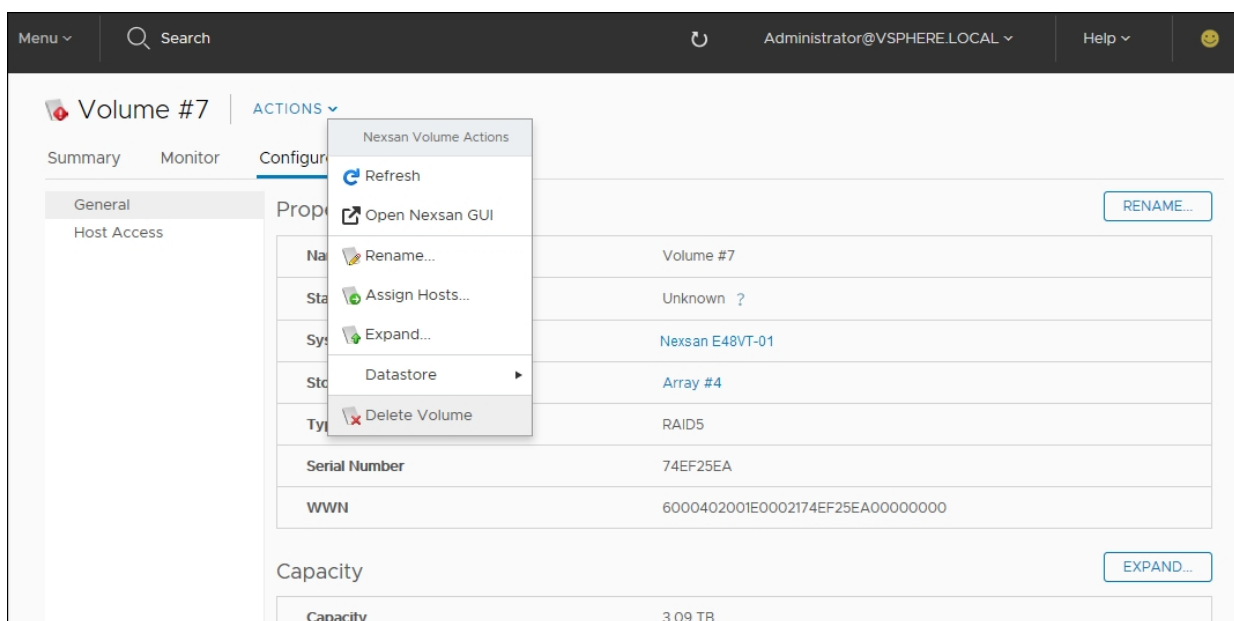 Menu Search Administrator@VSPHERE.LOCAL Help
Volume #7 ACTIONS
Nexsan Volume Actions
Summary Monitor Configur
Refresh
General Prope RENAME...
Open Nexsan GUI
Host Access
Na Rename... Volume #7
Sta Assign Hosts... Unknown ?
Sys Expand... Nexsan E48VT-01
Sto Datastore Array #4
Ty Delete Volume RAID5
Serial Number 74EF25EA
WWN 6000402001E0002174EF25EA00000000
Capacity EXPAND...
Capacity 3.09 TB